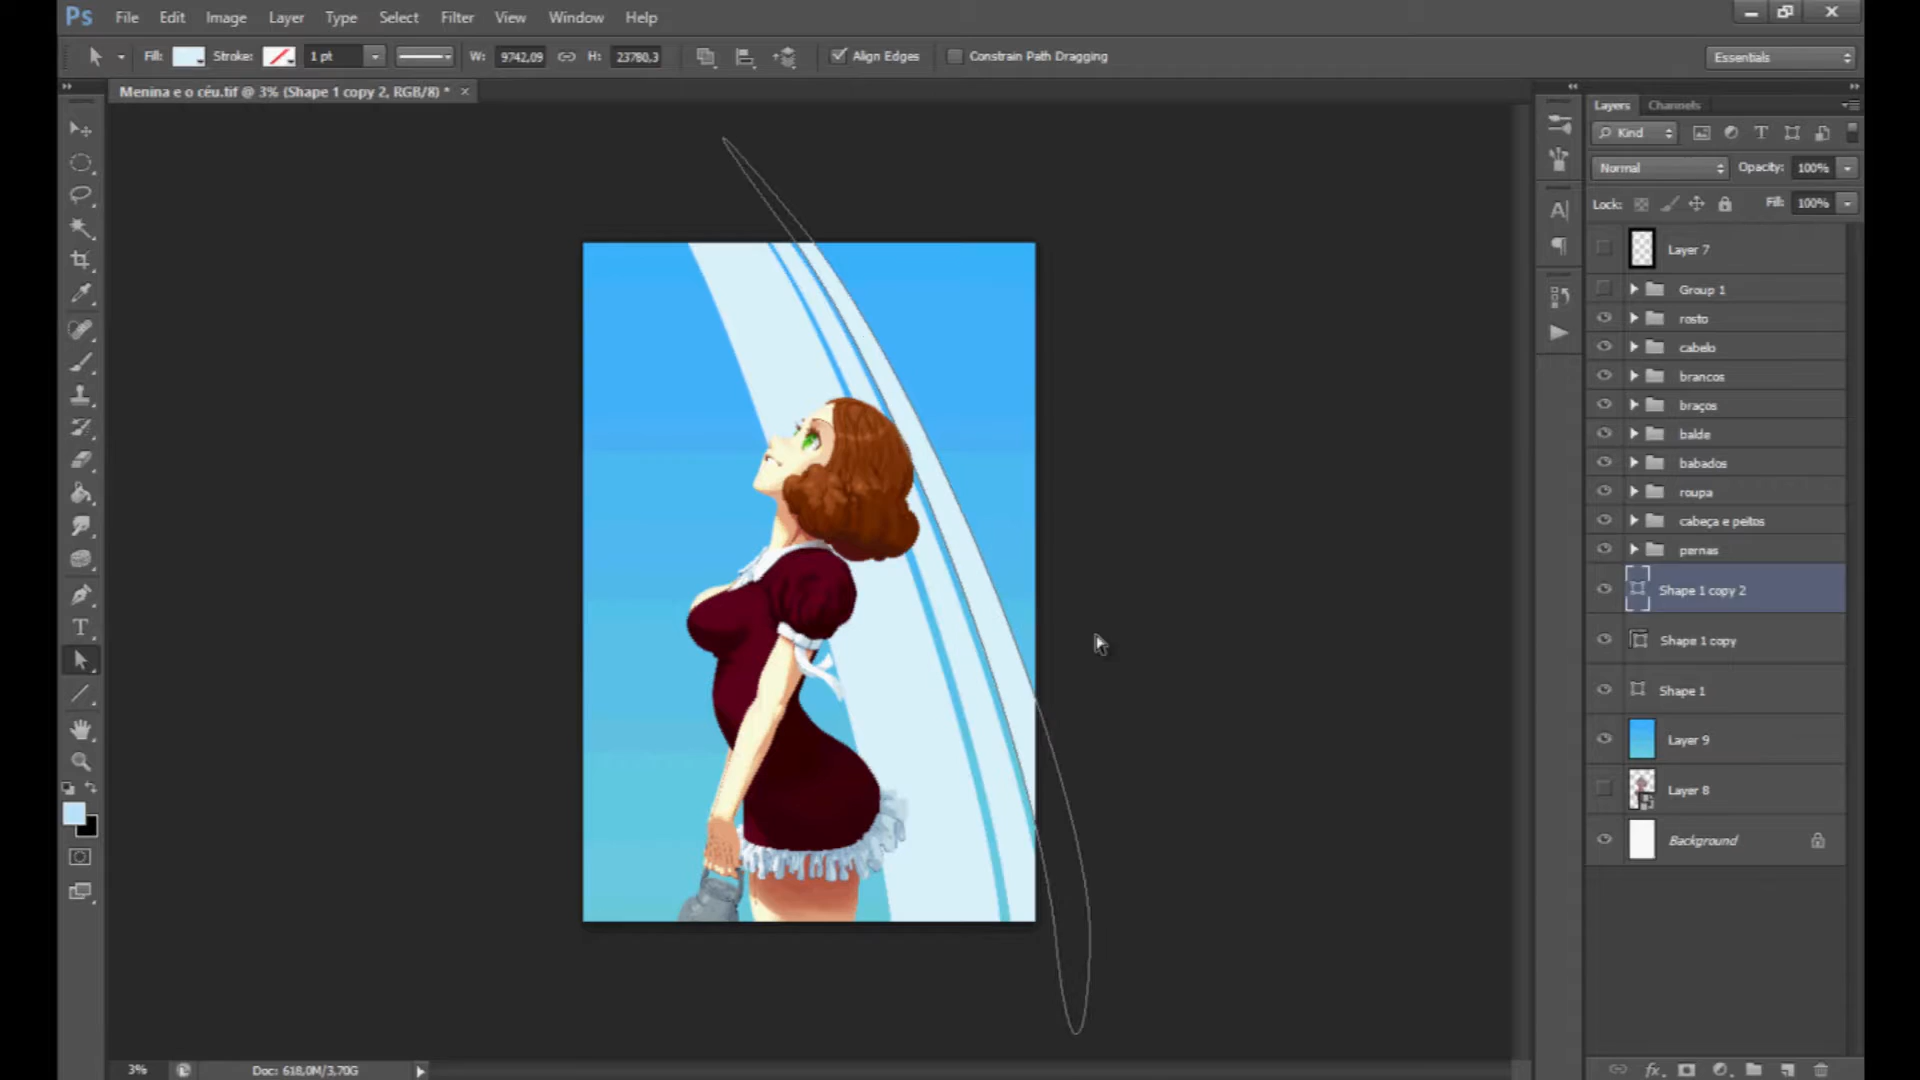 Ps File Edit Image Layer Type Select Filter View Window Help
Fill: Stroke: 1 pt W: 9742,09 H: 23780,3 Align Edges Constrain Path Dragging Essentials
Menina e o céu.tif @ 3% (Shape 1 copy 2, RGB/8) * ×
Layers Channels
Kind
Normal Opacity: 100%
Lock: Fill: 100%
Layer 7
Group 1
rosto
cabelo
brancos
braços
balde
babados
roupa
cabeça e peitos
pernas
Shape 1 copy 2
Shape 1 copy
Shape 1
Layer 9
Layer 8
Background
3% Doc: 618,0M/3,70G